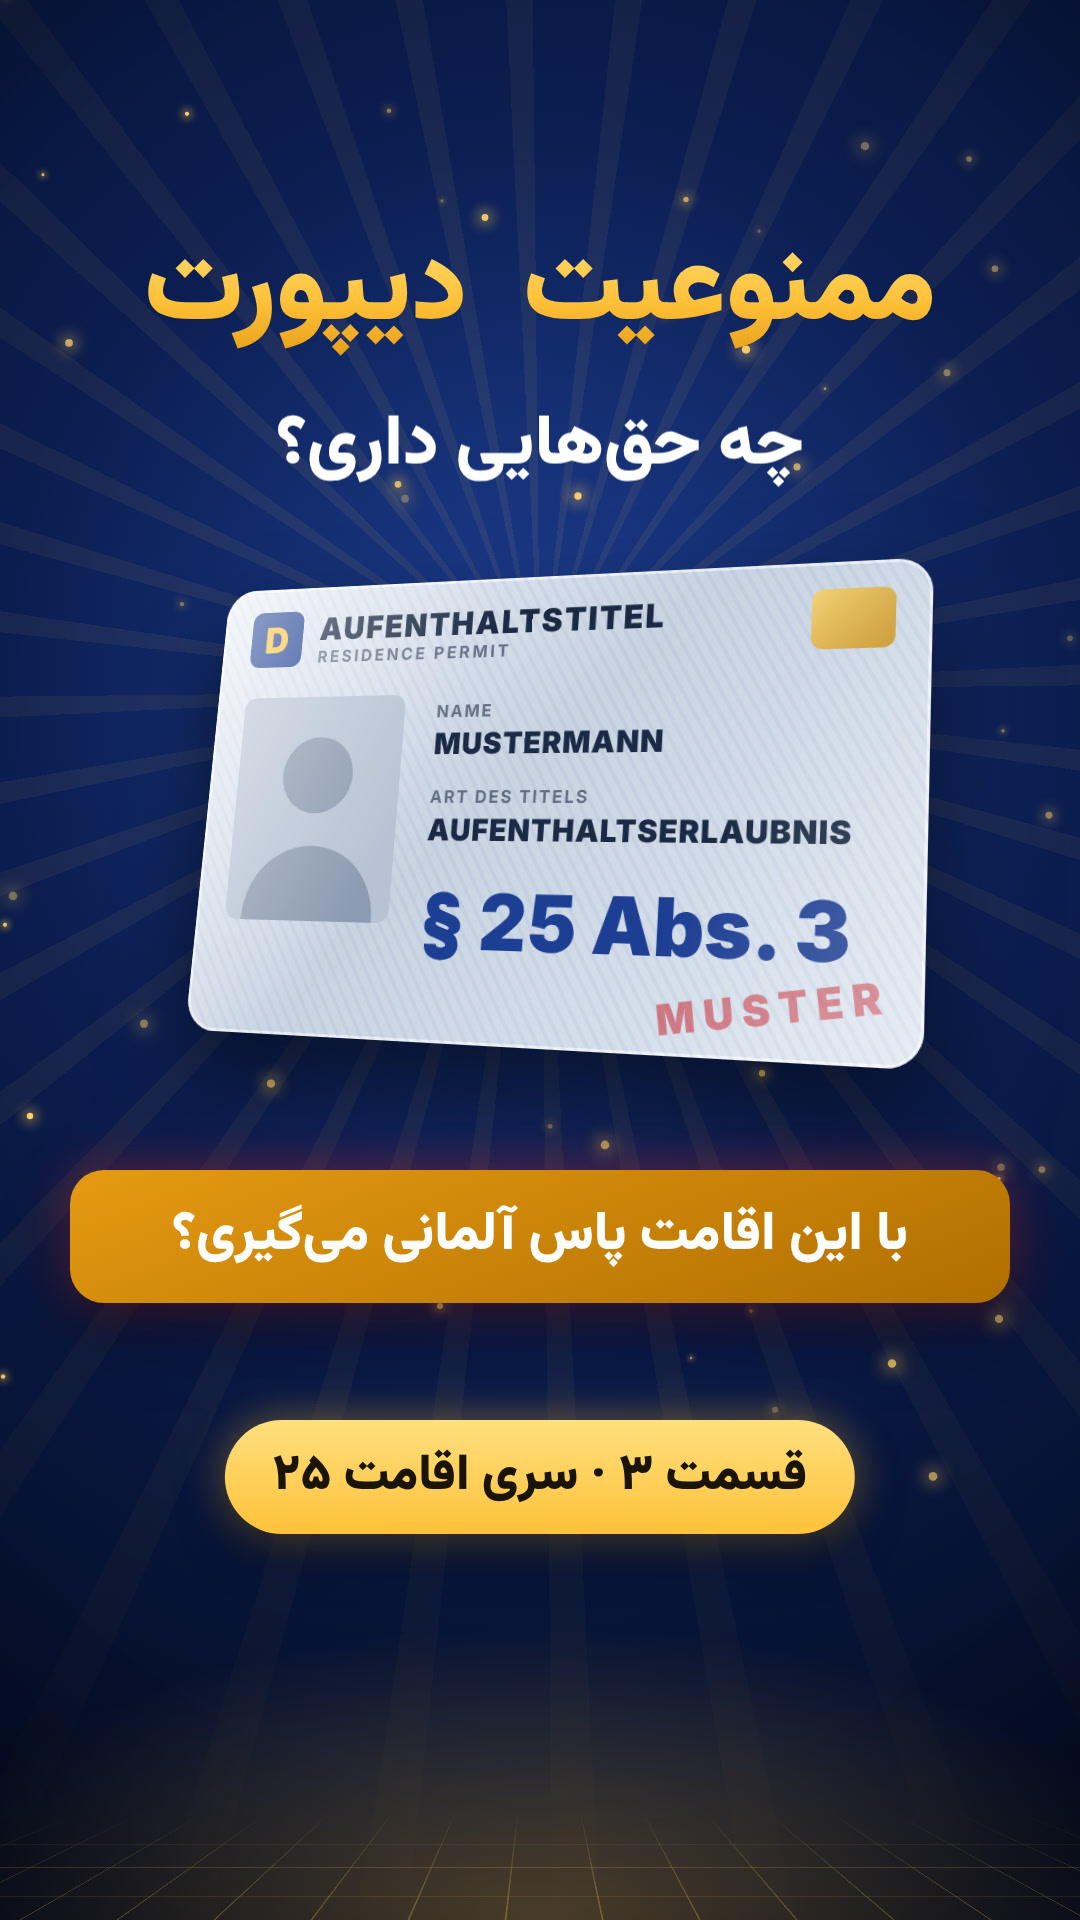 ممنوعیت دیپورت
چه حق‌هایی داری؟
D
AUFENTHALTSTITEL
RESIDENCE PERMIT
NAME
MUSTERMANN
ART DES TITELS
AUFENTHALTSERLAUBNIS
§ 25 Abs. 3
MUSTER
با این اقامت پاس آلمانی می‌گیری؟
قسمت ۳ · سری اقامت ۲۵